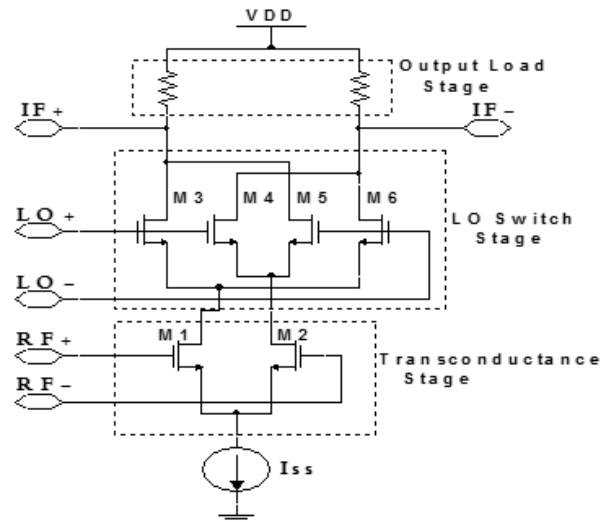 VDD
Output Load
Stage
IF+
IF-
M3
M4
M5
M6
LO+
LO Switch
Stage
LO-
M1
M2
RF+
Transconductance
Stage
RF-
Iss